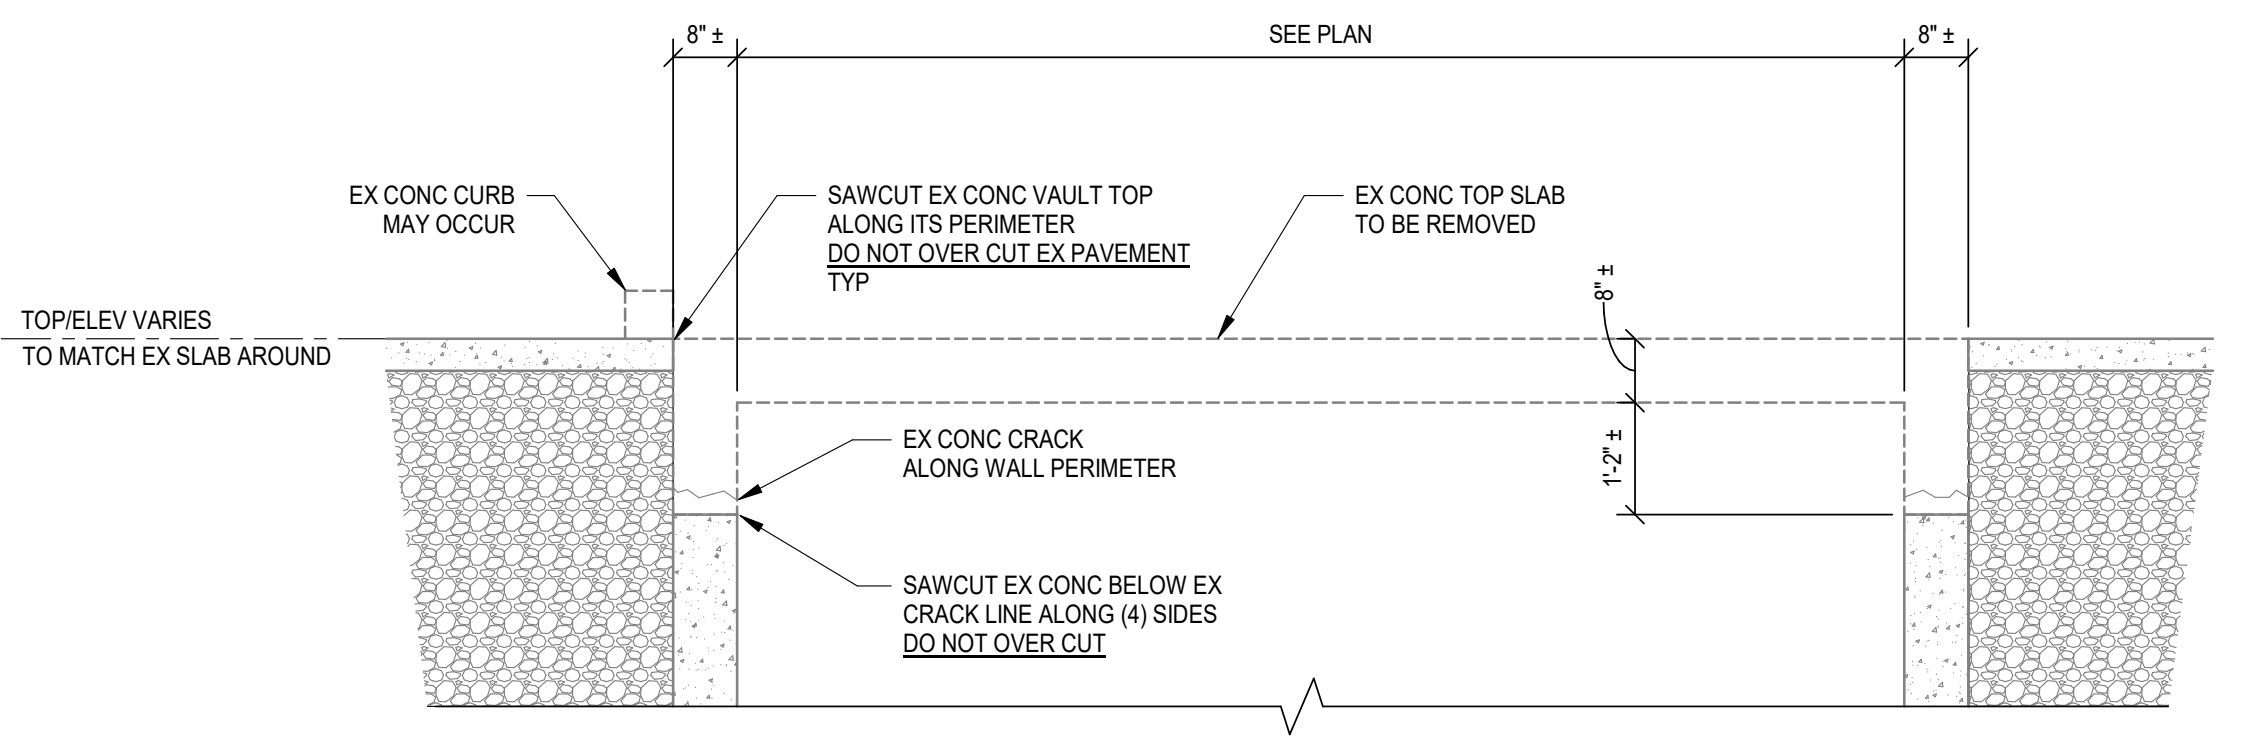 8" ±
SEE PLAN
8" ±
EX CONC CURB
MAY OCCUR
SAWCUT EX CONC VAULT TOP
ALONG ITS PERIMETER
DO NOT OVER CUT EX PAVEMENT
TYP
EX CONC TOP SLAB
TO BE REMOVED
8" ±
TOP/ELEV VARIES
TO MATCH EX SLAB AROUND
EX CONC CRACK
ALONG WALL PERIMETER
1'-2" ±
SAWCUT EX CONC BELOW EX
CRACK LINE ALONG (4) SIDES
DO NOT OVER CUT